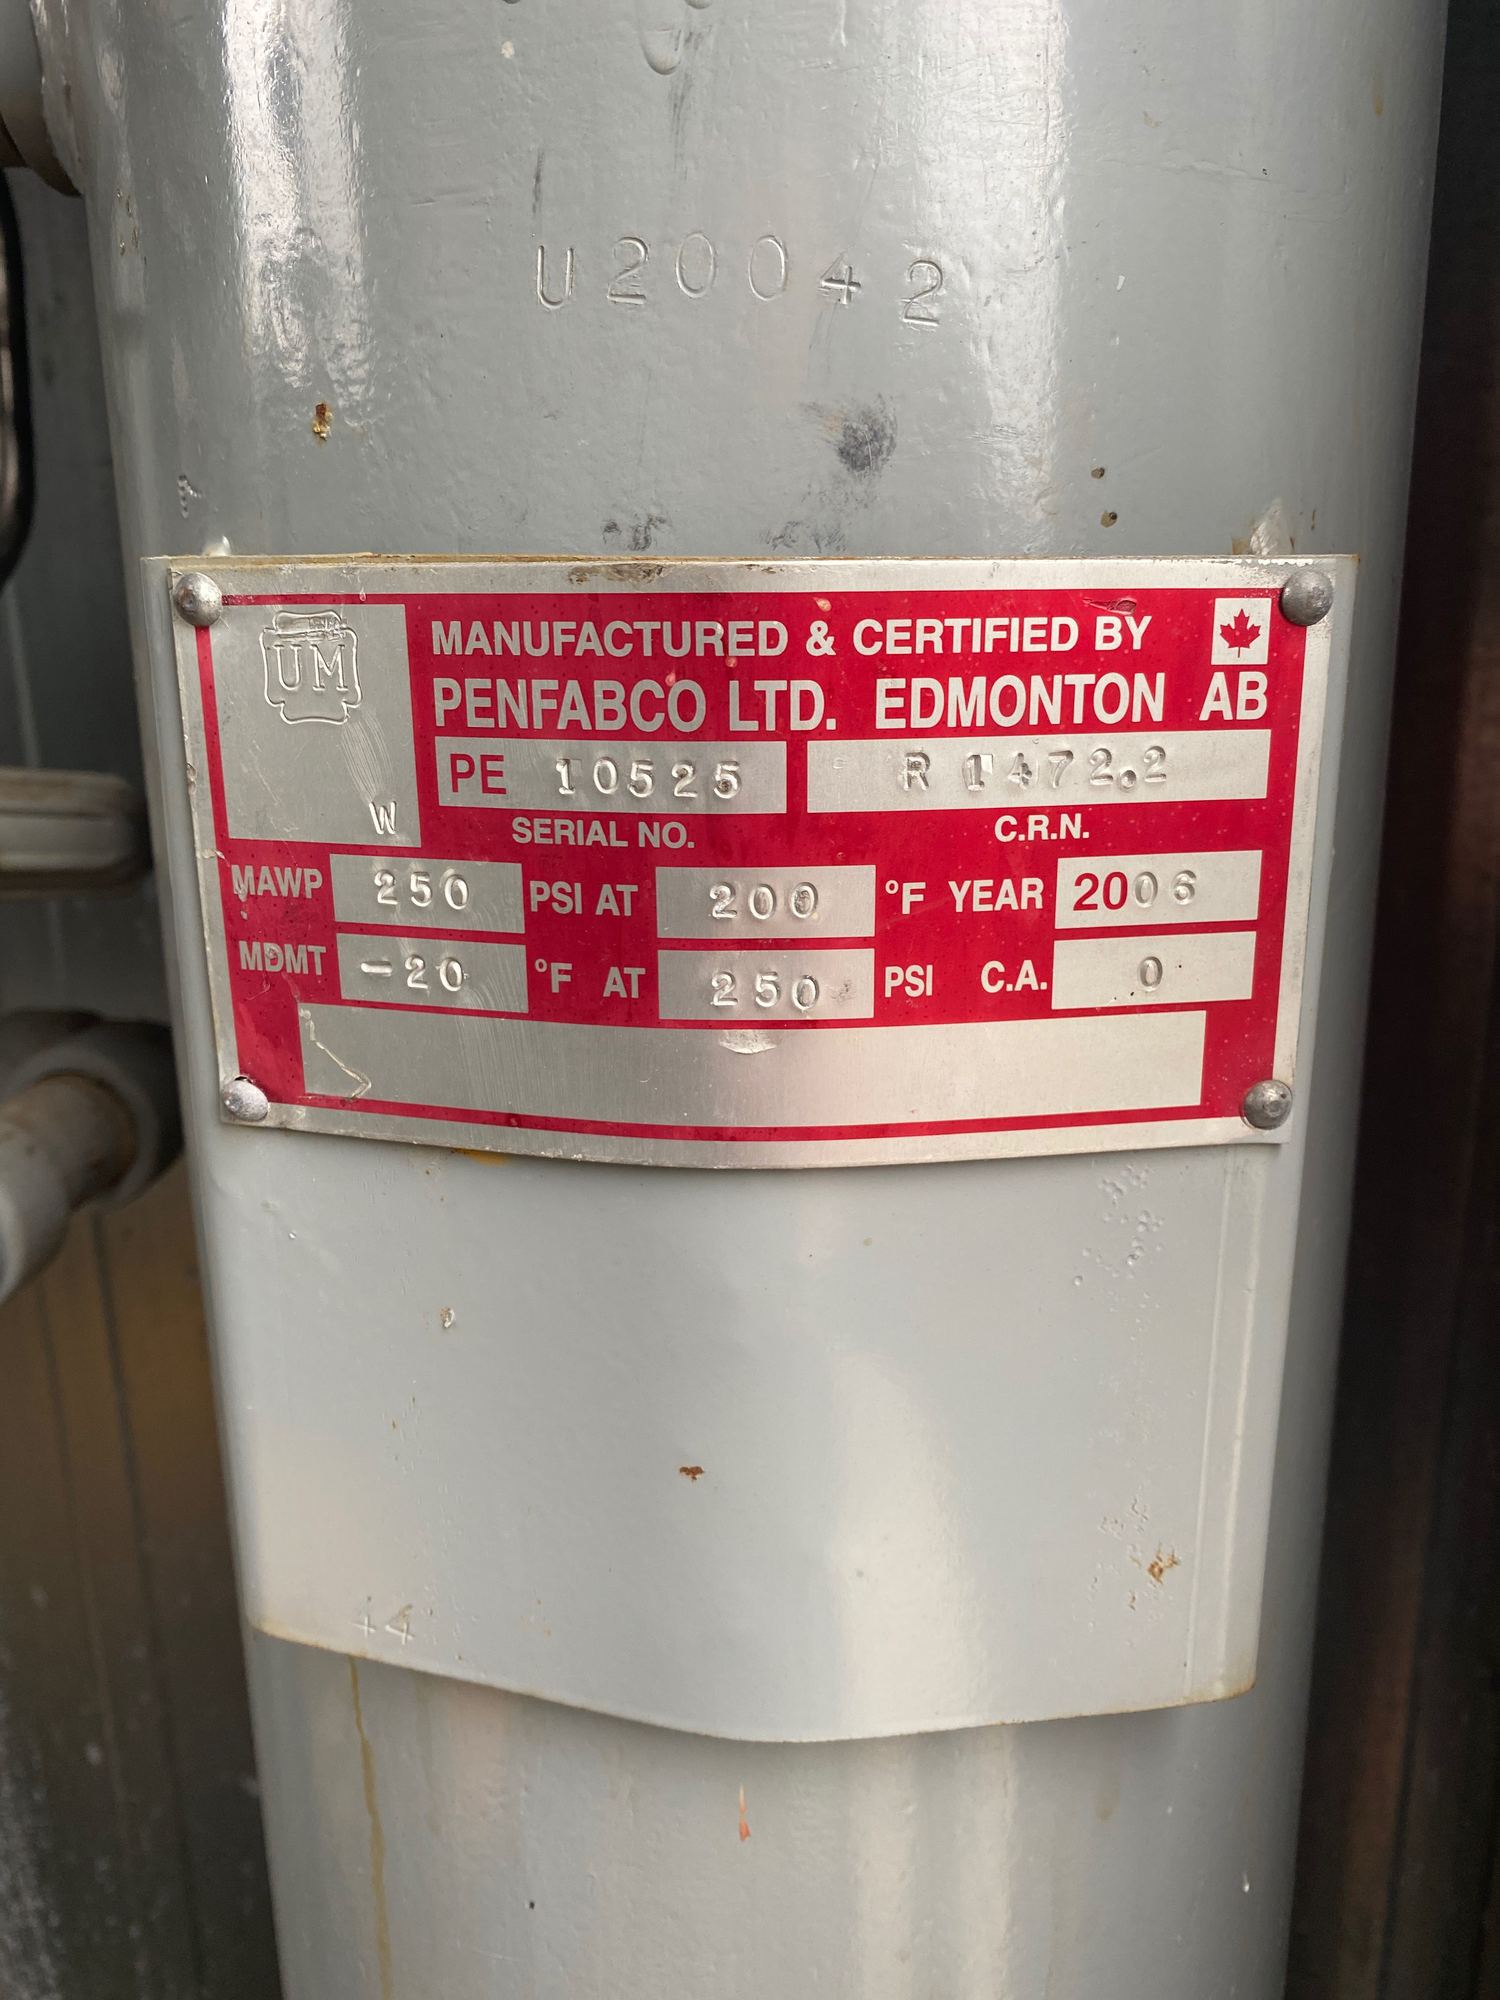 U20042
UM
MANUFACTURED & CERTIFIED BY
PENFABCO LTD. EDMONTON AB
PE 10525 R 1472.2
W
SERIAL NO. C.R.N.
MAWP 250 PSI AT 200 °F YEAR 2006
MDMT -20 °F AT 250 PSI C.A. 0
44